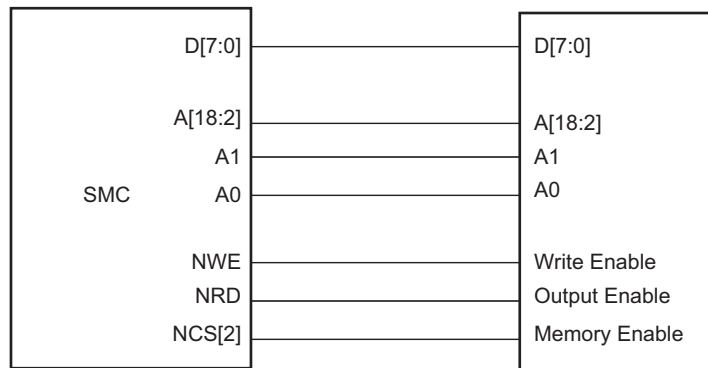 D[7:0] D[7:0]
A[18:2] A[18:2]
A1 A1
SMC A0 A0
NWE Write Enable
NRD Output Enable
NCS[2] Memory Enable